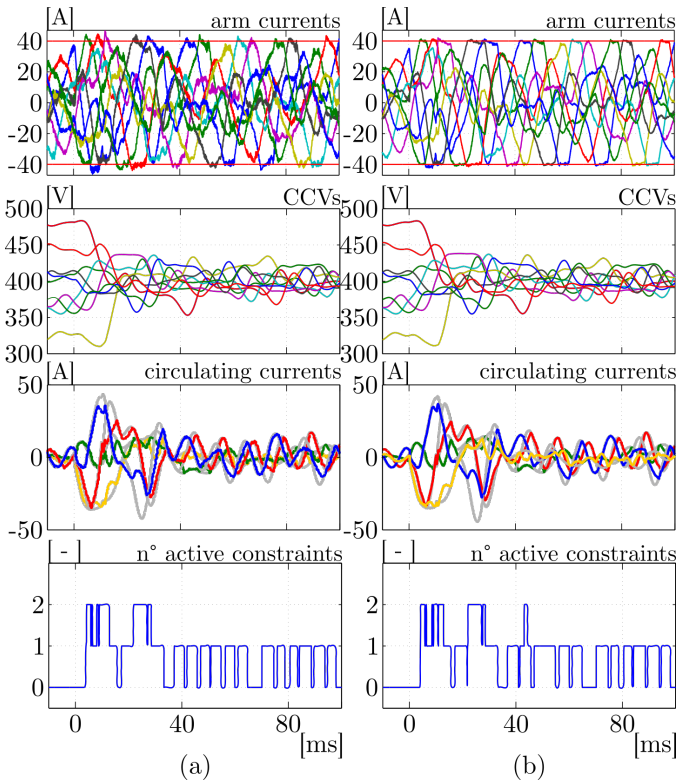 [A] arm currents [A] arm currents
40 40
20 20
0 0
-20 -20
-40 -40
[V] CCVs [V] CCVs
500 500
450 450
400 400
350 350
300 300
[A] circulating currents [A] circulating currents
50 50
0 0
-50 -50
[-] n° active constraints [-] n° active constraints
2 2
1 1
0 0
0 40 80 0 40 80
[ms] [ms]
(a) (b)